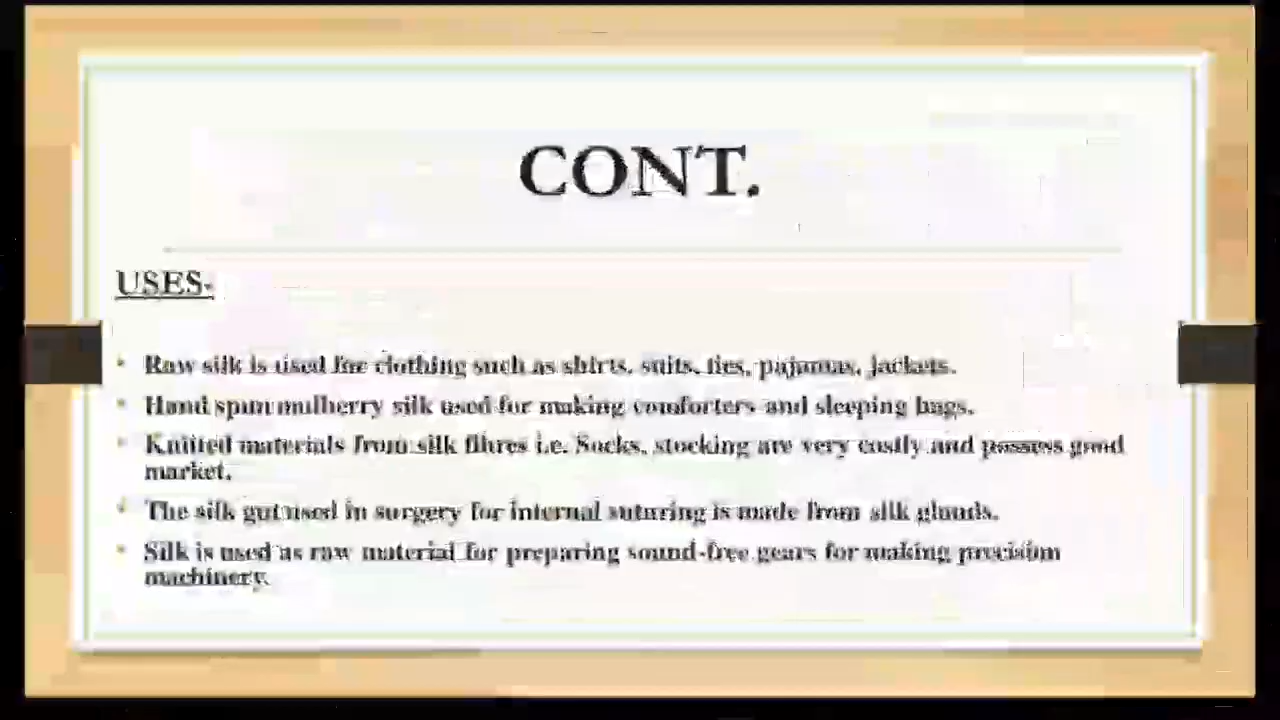 CONT.
USES-
• Raw silk is used for clothing such as shirts, suits, ties, pajamas, jackets.
• Hand spun mulberry silk used for making comforters and sleeping bags.
• Knitted materials from silk fibres i.e. Socks, stocking are very costly and possess good
market.
• The silk gut used in surgery for internal suturing is made from silk glands.
• Silk is used as raw material for preparing sound-free gears for making precision
machinery.